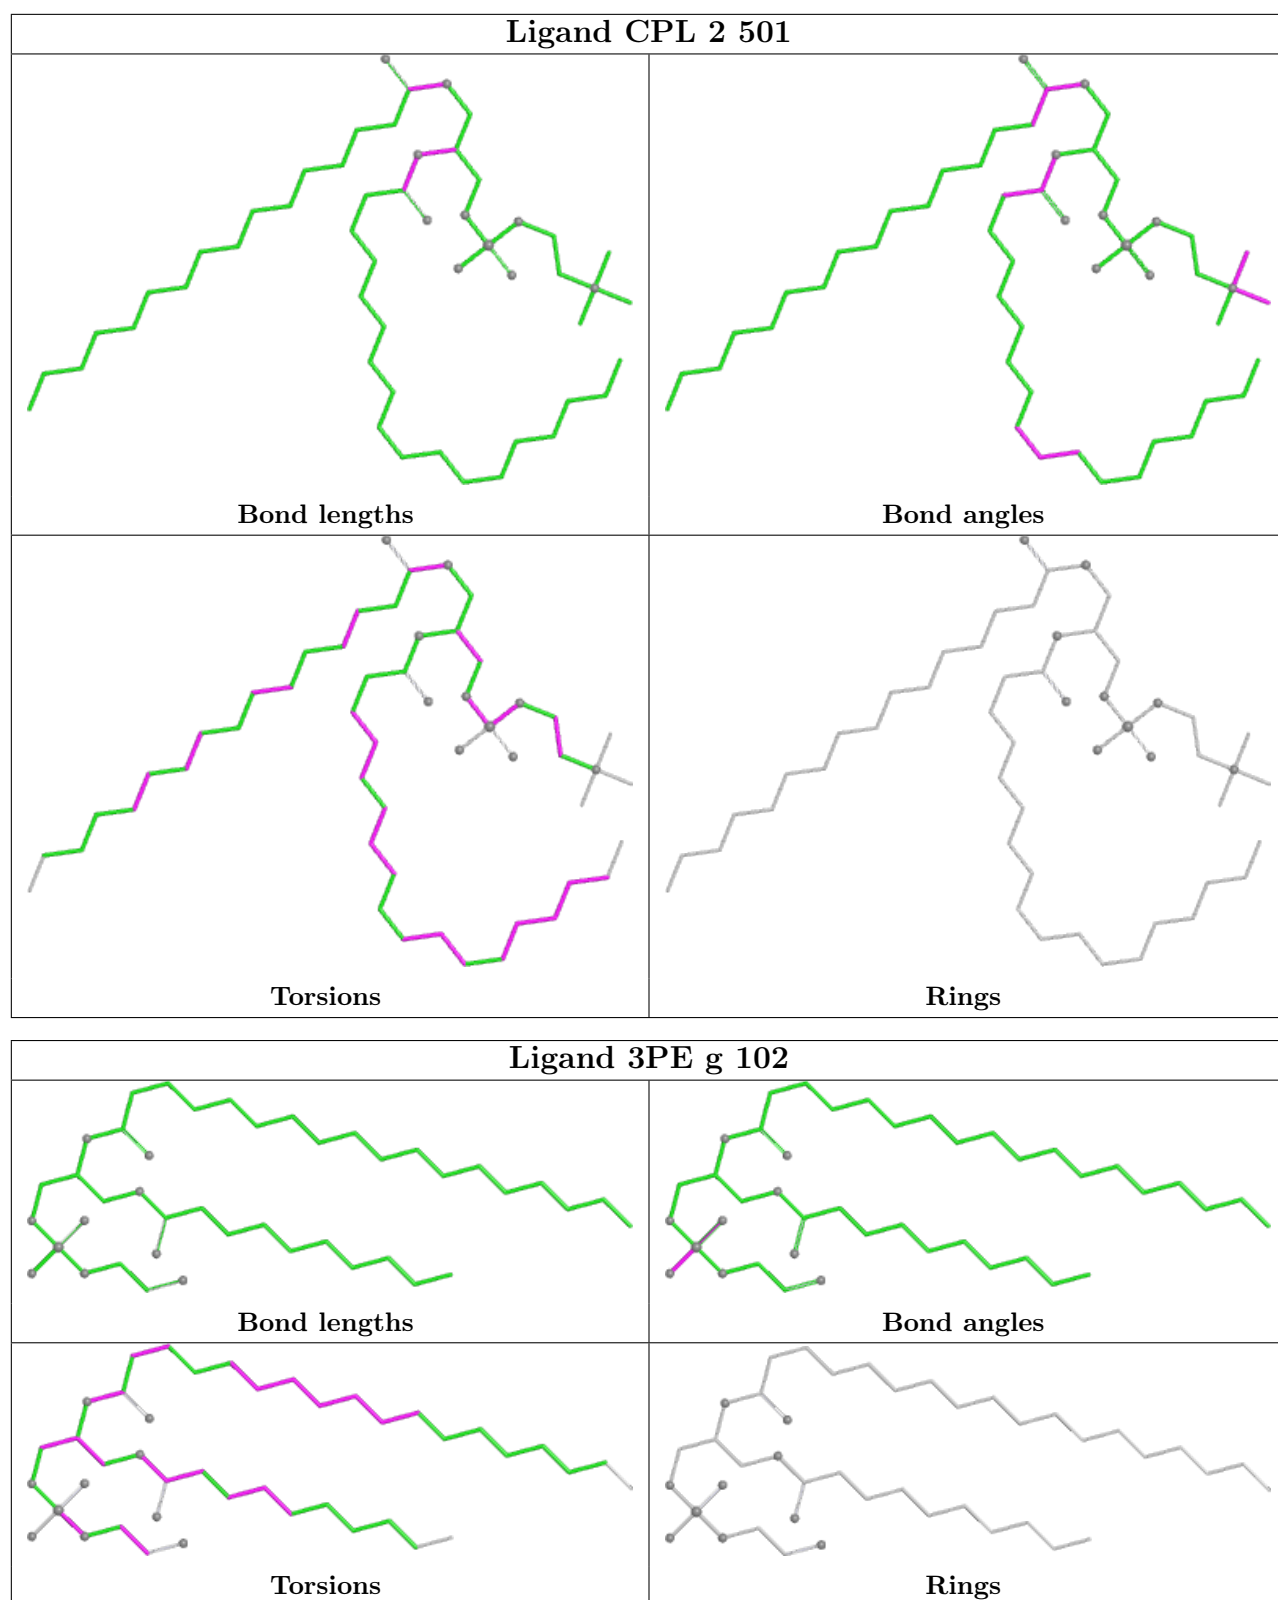 Ligand CPL 2 501
Bond lengths
Bond angles
Torsions
Rings
Ligand 3PE g 102
Bond lengths
Bond angles
Torsions
Rings